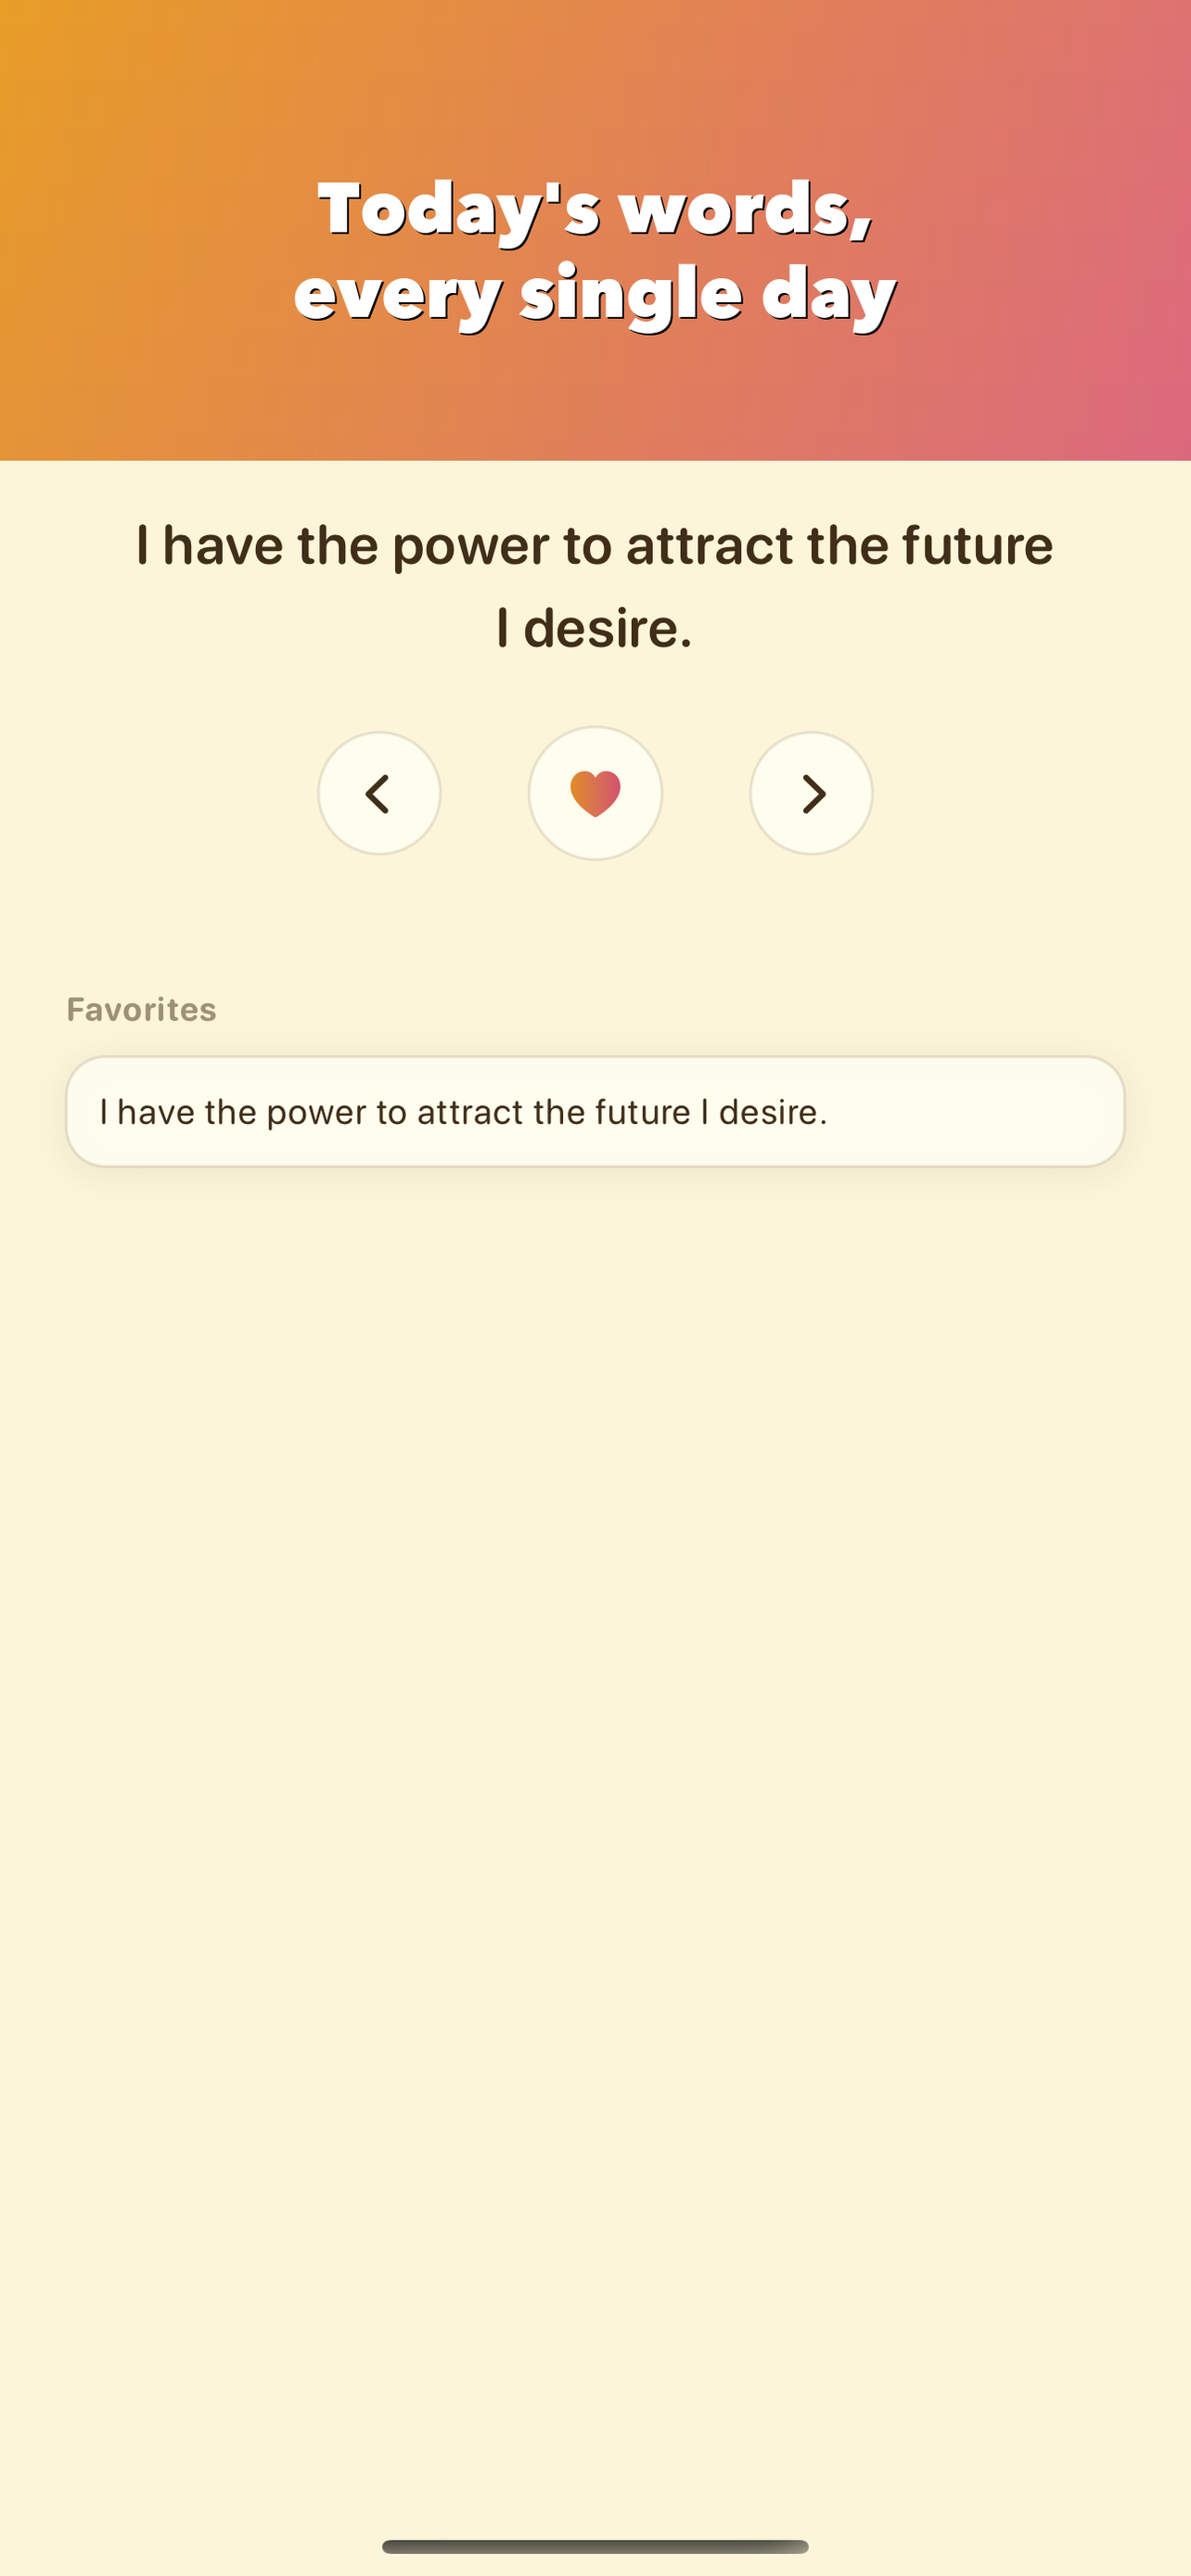 Today's words,
every single day
I have the power to attract the future
I desire.
Favorites
I have the power to attract the future I desire.